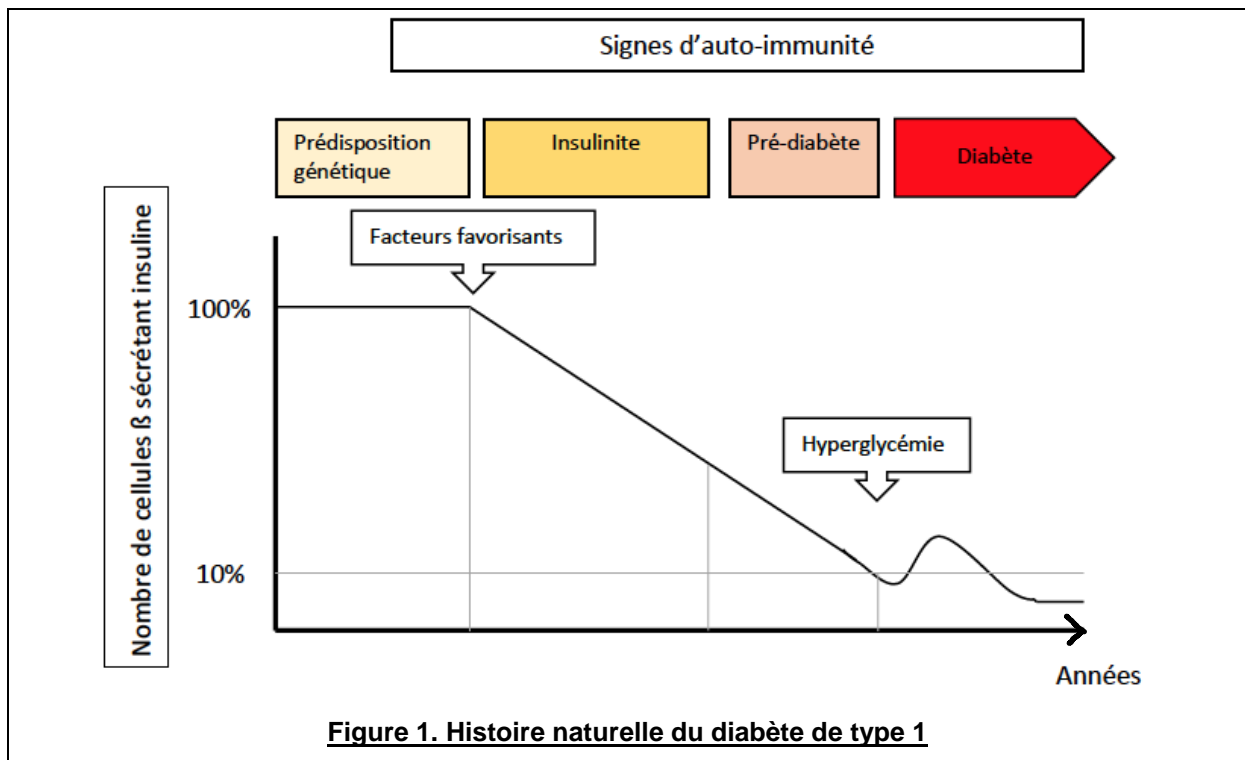 Signes d'auto-immunité
Prédisposition
génétique
Insulinite
Pré-diabète
Diabète
Facteurs favorisants
Nombre de cellules ß sécrétant insuline
100%
Hyperglycémie
10%
Années
Figure 1. Histoire naturelle du diabète de type 1